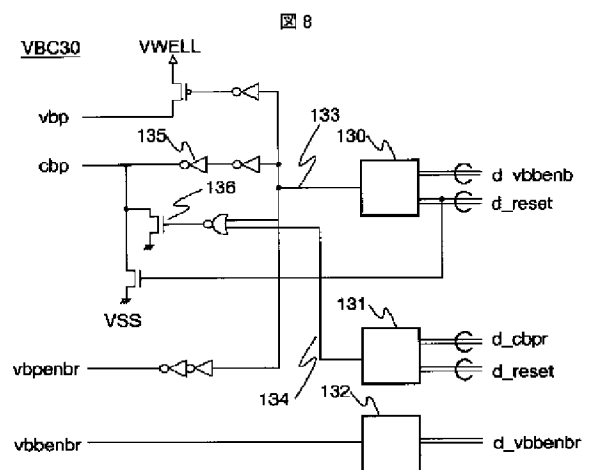 図 8
VBC30
VWELL
vbp
cbp
135
136
133
130
d_vbbenb
d_reset
VSS
131
d_cbpr
d_reset
vbpenbr
134
132
vbbenbr
d_vbbenbr